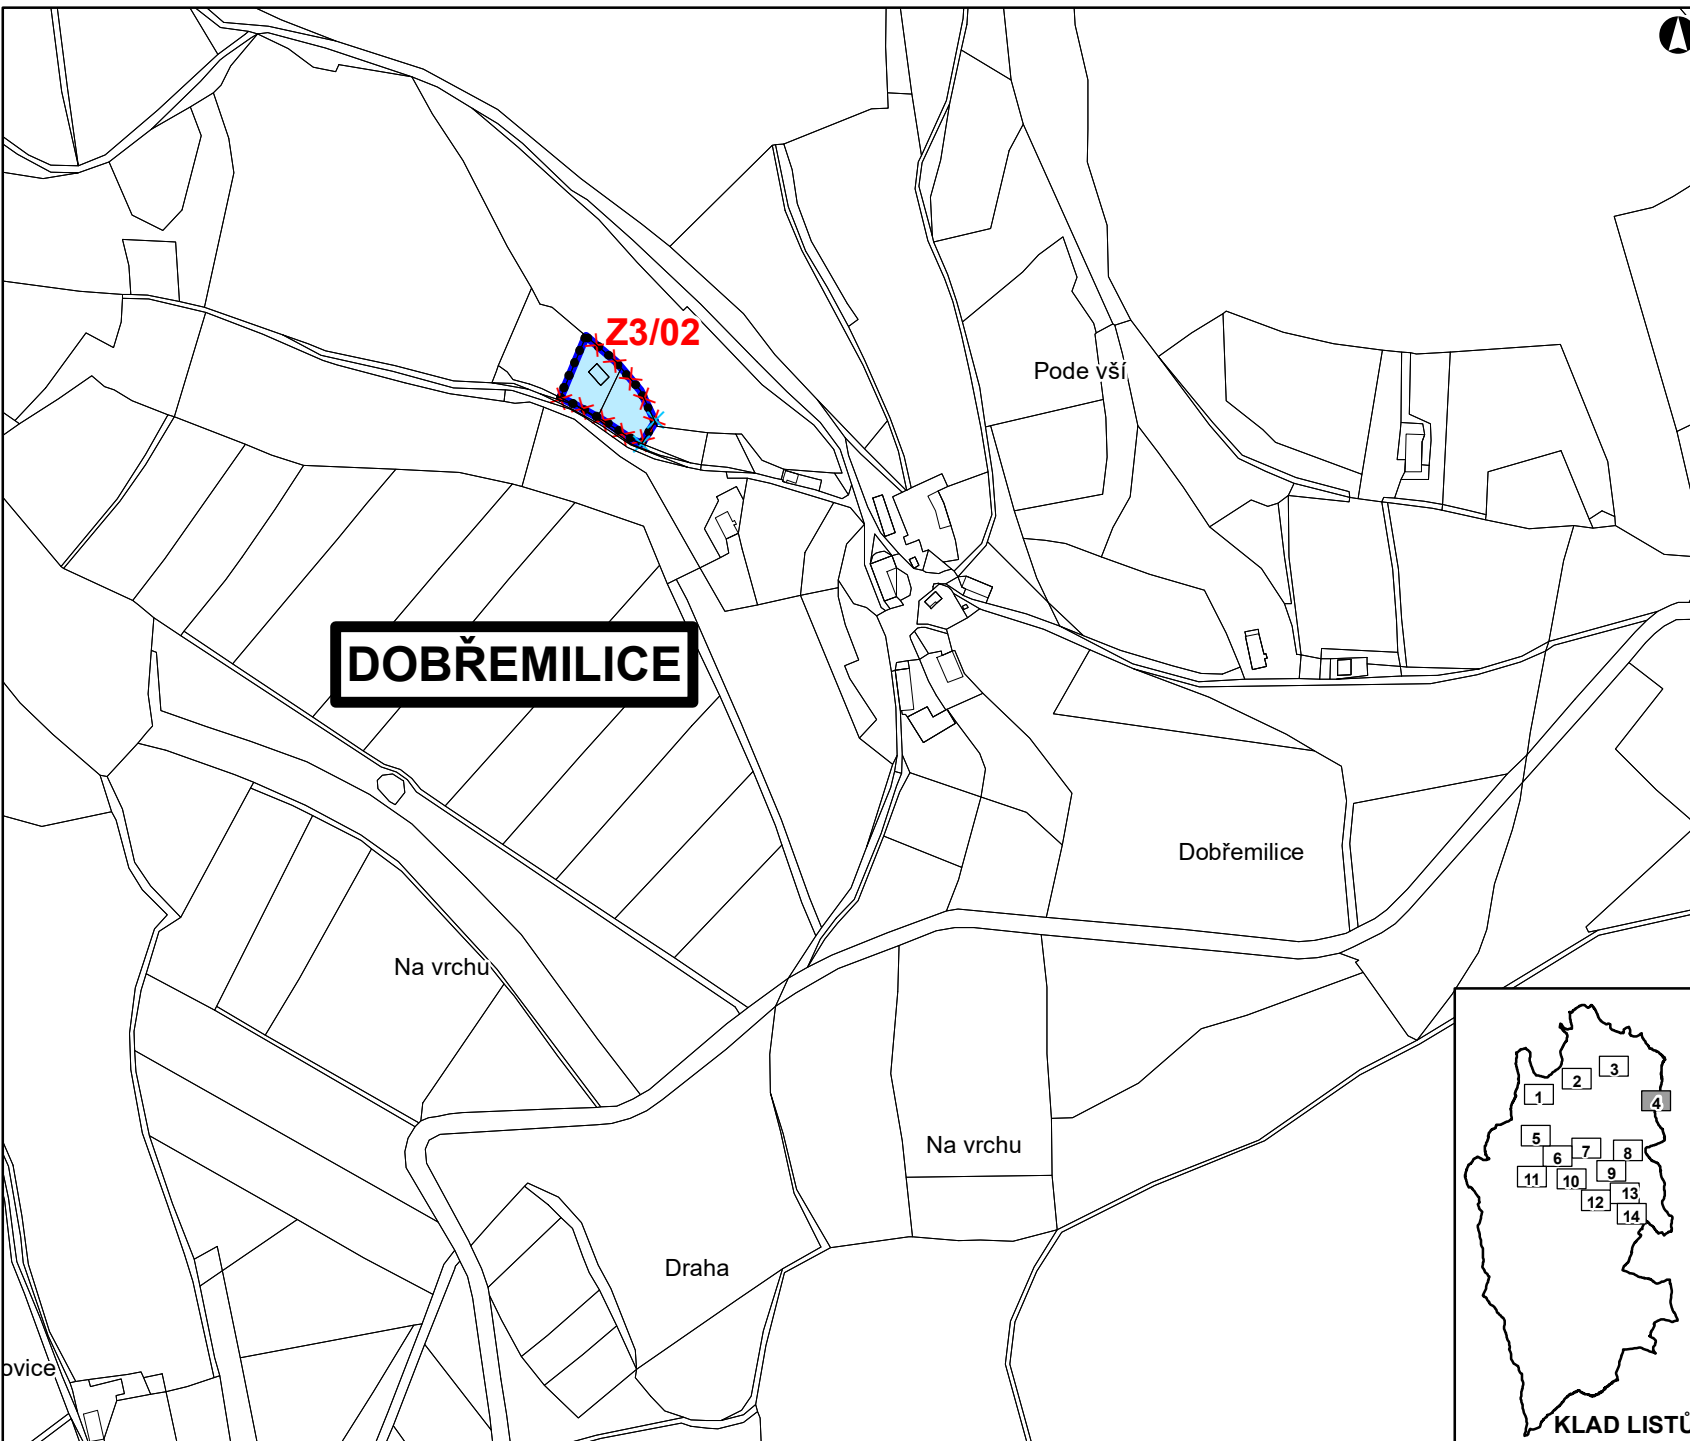 Z3/02
Pode vší
DOBŘEMILICE
Dobřemilice
Na vrchu
Na vrchu
Draha
ovice
3
2
1
4
5
7
8
6
9
11
10
13
12
14
KLAD LISTŮ